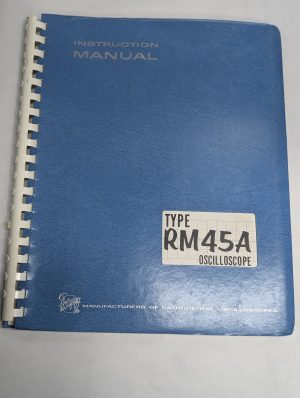 INSTRUCTION
MANUAL
TYPE
RM45A
OSCILLOSCOPE
MANUFACTURERS OF CATHODE-RAY OSCILLOSCOPES